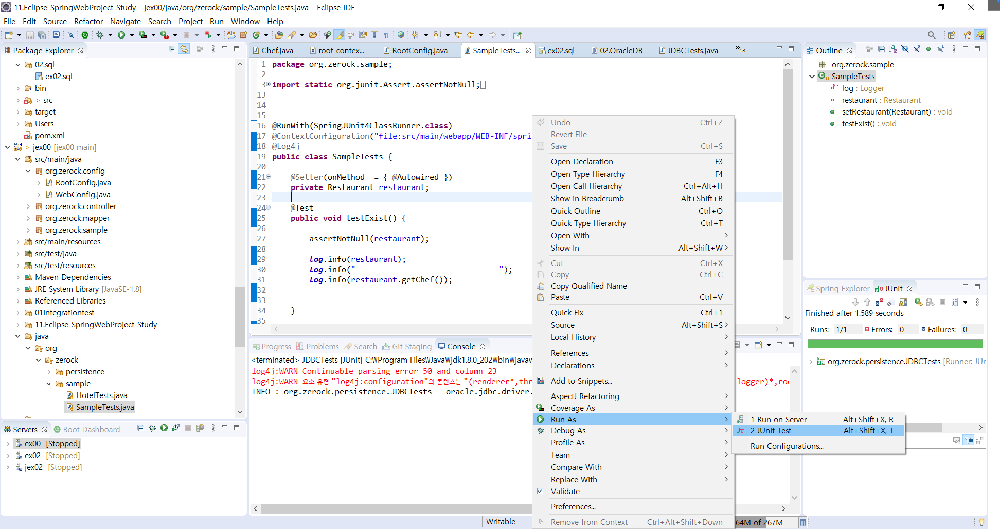 11.Eclipse_SpringWebProject_Study - jex00/java/org/zerock/sample/SampleTests.java - Eclipse IDE
File Edit Source Refactor Navigate Search Project Run Window Help
Package Explorer
02.sql
ex02.sql
bin
> src
target
Users
pom.xml
> jex00 [jex00 main]
src/main/java
org.zerock.config
RootConfig.java
WebConfig.java
org.zerock.controller
org.zerock.mapper
org.zerock.sample
src/main/resources
src/test/java
src/test/resources
Maven Dependencies
JRE System Library [JavaSE-1.8]
Referenced Libraries
01integrationtest
11.Eclipse_SpringWebProject_Study
java
org
zerock
persistence
sample
HotelTests.java
SampleTests.java
Servers Boot Dashboard
ex00 [Stopped]
ex02 [Stopped]
jex02 [Stopped]
Chef.java root-contex... RootConfig.java SampleTests... ex02.sql 02.OracleDB JDBCTests.java »18
1 package org.zerock.sample;
2
3 import static org.junit.Assert.assertNotNull;
13
14
15
16 @RunWith(SpringJUnit4ClassRunner.class)
17 @ContextConfiguration("file:src/main/webapp/WEB-INF/spri
18 @Log4j
19 public class SampleTests {
20
21 @Setter(onMethod_ = { @Autowired })
22 private Restaurant restaurant;
23
24 @Test
25 public void testExist() {
26
27 assertNotNull(restaurant);
28
29 log.info(restaurant);
30 log.info("-------------------------------");
31 log.info(restaurant.getChef());
32
33
34 }
35
Progress Problems Search Git Staging Console
<terminated> JDBCTests [JUnit] C:₩Program Files₩Java₩jdk1.8.0_202₩bin₩javaw
log4j:WARN Continuable parsing error 50 and column 23
log4j:WARN 요소 유형 "log4j:configuration"의 콘텐츠는 "(renderer*,thr logger)*,roo
INFO : org.zerock.persistence.JDBCTests - oracle.jdbc.driver.
Writable
64M of 267M
Undo Ctrl+Z
Revert File
Save Ctrl+S
Open Declaration F3
Open Type Hierarchy F4
Open Call Hierarchy Ctrl+Alt+H
Show in Breadcrumb Alt+Shift+B
Quick Outline Ctrl+O
Quick Type Hierarchy Ctrl+T
Open With
Show In Alt+Shift+W
Cut Ctrl+X
Copy Ctrl+C
Copy Qualified Name
Paste Ctrl+V
Quick Fix Ctrl+1
Source Alt+Shift+S
Local History
References
Declarations
Add to Snippets...
AspectJ Refactoring
Coverage As
Run As
Debug As
Profile As
Team
Compare With
Replace With
Validate
Preferences...
Remove from Context Ctrl+Alt+Shift+Down
1 Run on Server Alt+Shift+X, R
2 JUnit Test Alt+Shift+X, T
Run Configurations...
Outline
org.zerock.sample
SampleTests
log : Logger
restaurant : Restaurant
setRestaurant(Restaurant) : void
testExist() : void
Spring Explorer JUnit
Finished after 1.589 seconds
Runs: 1/1 Errors: 0 Failures: 0
org.zerock.persistence.JDBCTests [Runner: JUr